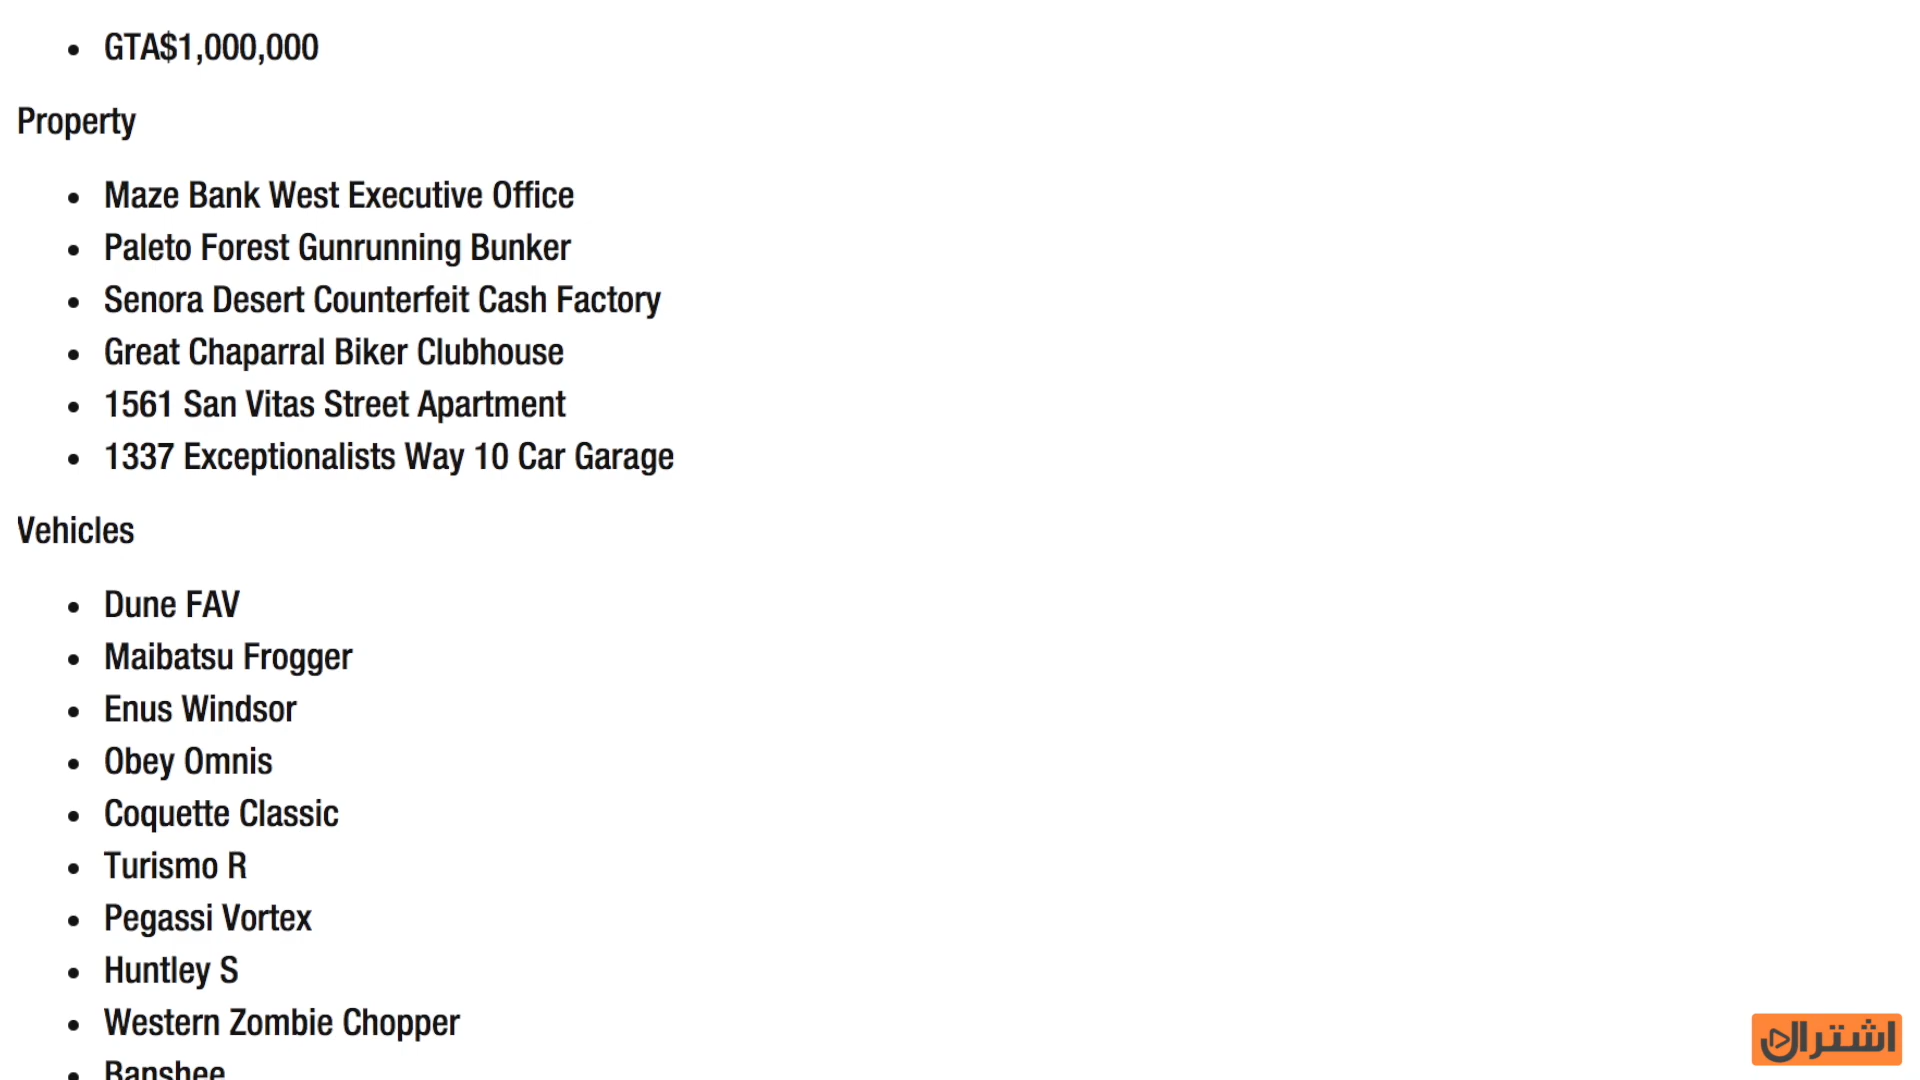 GTA$1,000,000
Property
Maze Bank West Executive Office
Paleto Forest Gunrunning Bunker
Senora Desert Counterfeit Cash Factory
Great Chaparral Biker Clubhouse
1561 San Vitas Street Apartment
1337 Exceptionalists Way 10 Car Garage
Vehicles
Dune FAV
Maibatsu Frogger
Enus Windsor
Obey Omnis
Coquette Classic
Turismo R
Pegassi Vortex
Huntley S
Western Zombie Chopper
Banshee
اشتراك